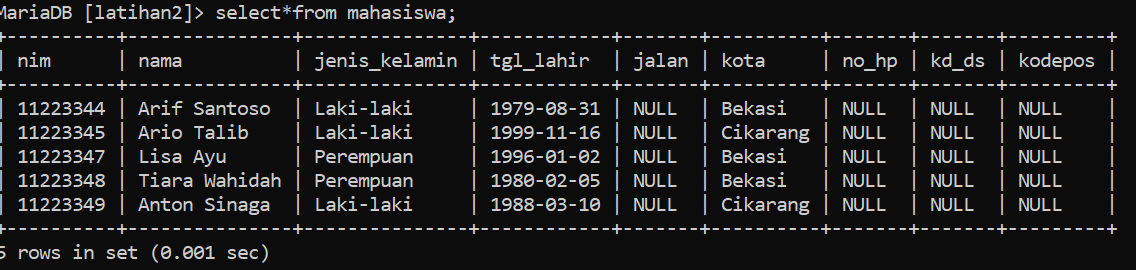 MariaDB [latihan2]> select*from mahasiswa;
+----------+---------------+---------------+------------+-------+----------+-------+-------+---------+
| nim      | nama          | jenis_kelamin | tgl_lahir  | jalan | kota     | no_hp | kd_ds | kodepos |
+----------+---------------+---------------+------------+-------+----------+-------+-------+---------+
| 11223344 | Arif Santoso  | Laki-laki     | 1979-08-31 | NULL  | Bekasi   | NULL  | NULL  | NULL    |
| 11223345 | Ario Talib    | Laki-laki     | 1999-11-16 | NULL  | Cikarang | NULL  | NULL  | NULL    |
| 11223347 | Lisa Ayu      | Perempuan     | 1996-01-02 | NULL  | Bekasi   | NULL  | NULL  | NULL    |
| 11223348 | Tiara Wahidah | Perempuan     | 1980-02-05 | NULL  | Bekasi   | NULL  | NULL  | NULL    |
| 11223349 | Anton Sinaga  | Laki-laki     | 1988-03-10 | NULL  | Cikarang | NULL  | NULL  | NULL    |
+----------+---------------+---------------+------------+-------+----------+-------+-------+---------+
5 rows in set (0.001 sec)